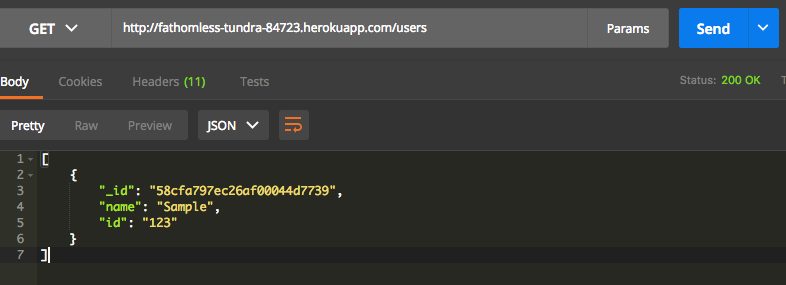 GET http://fathomless-tundra-84723.herokuapp.com/users Params Send
Body Cookies Headers (11) Tests Status: 200 OK
Pretty Raw Preview JSON
1 [
2 {
3 "_id": "58cfa797ec26af00044d7739",
4 "name": "Sample",
5 "id": "123"
6 }
7 ]